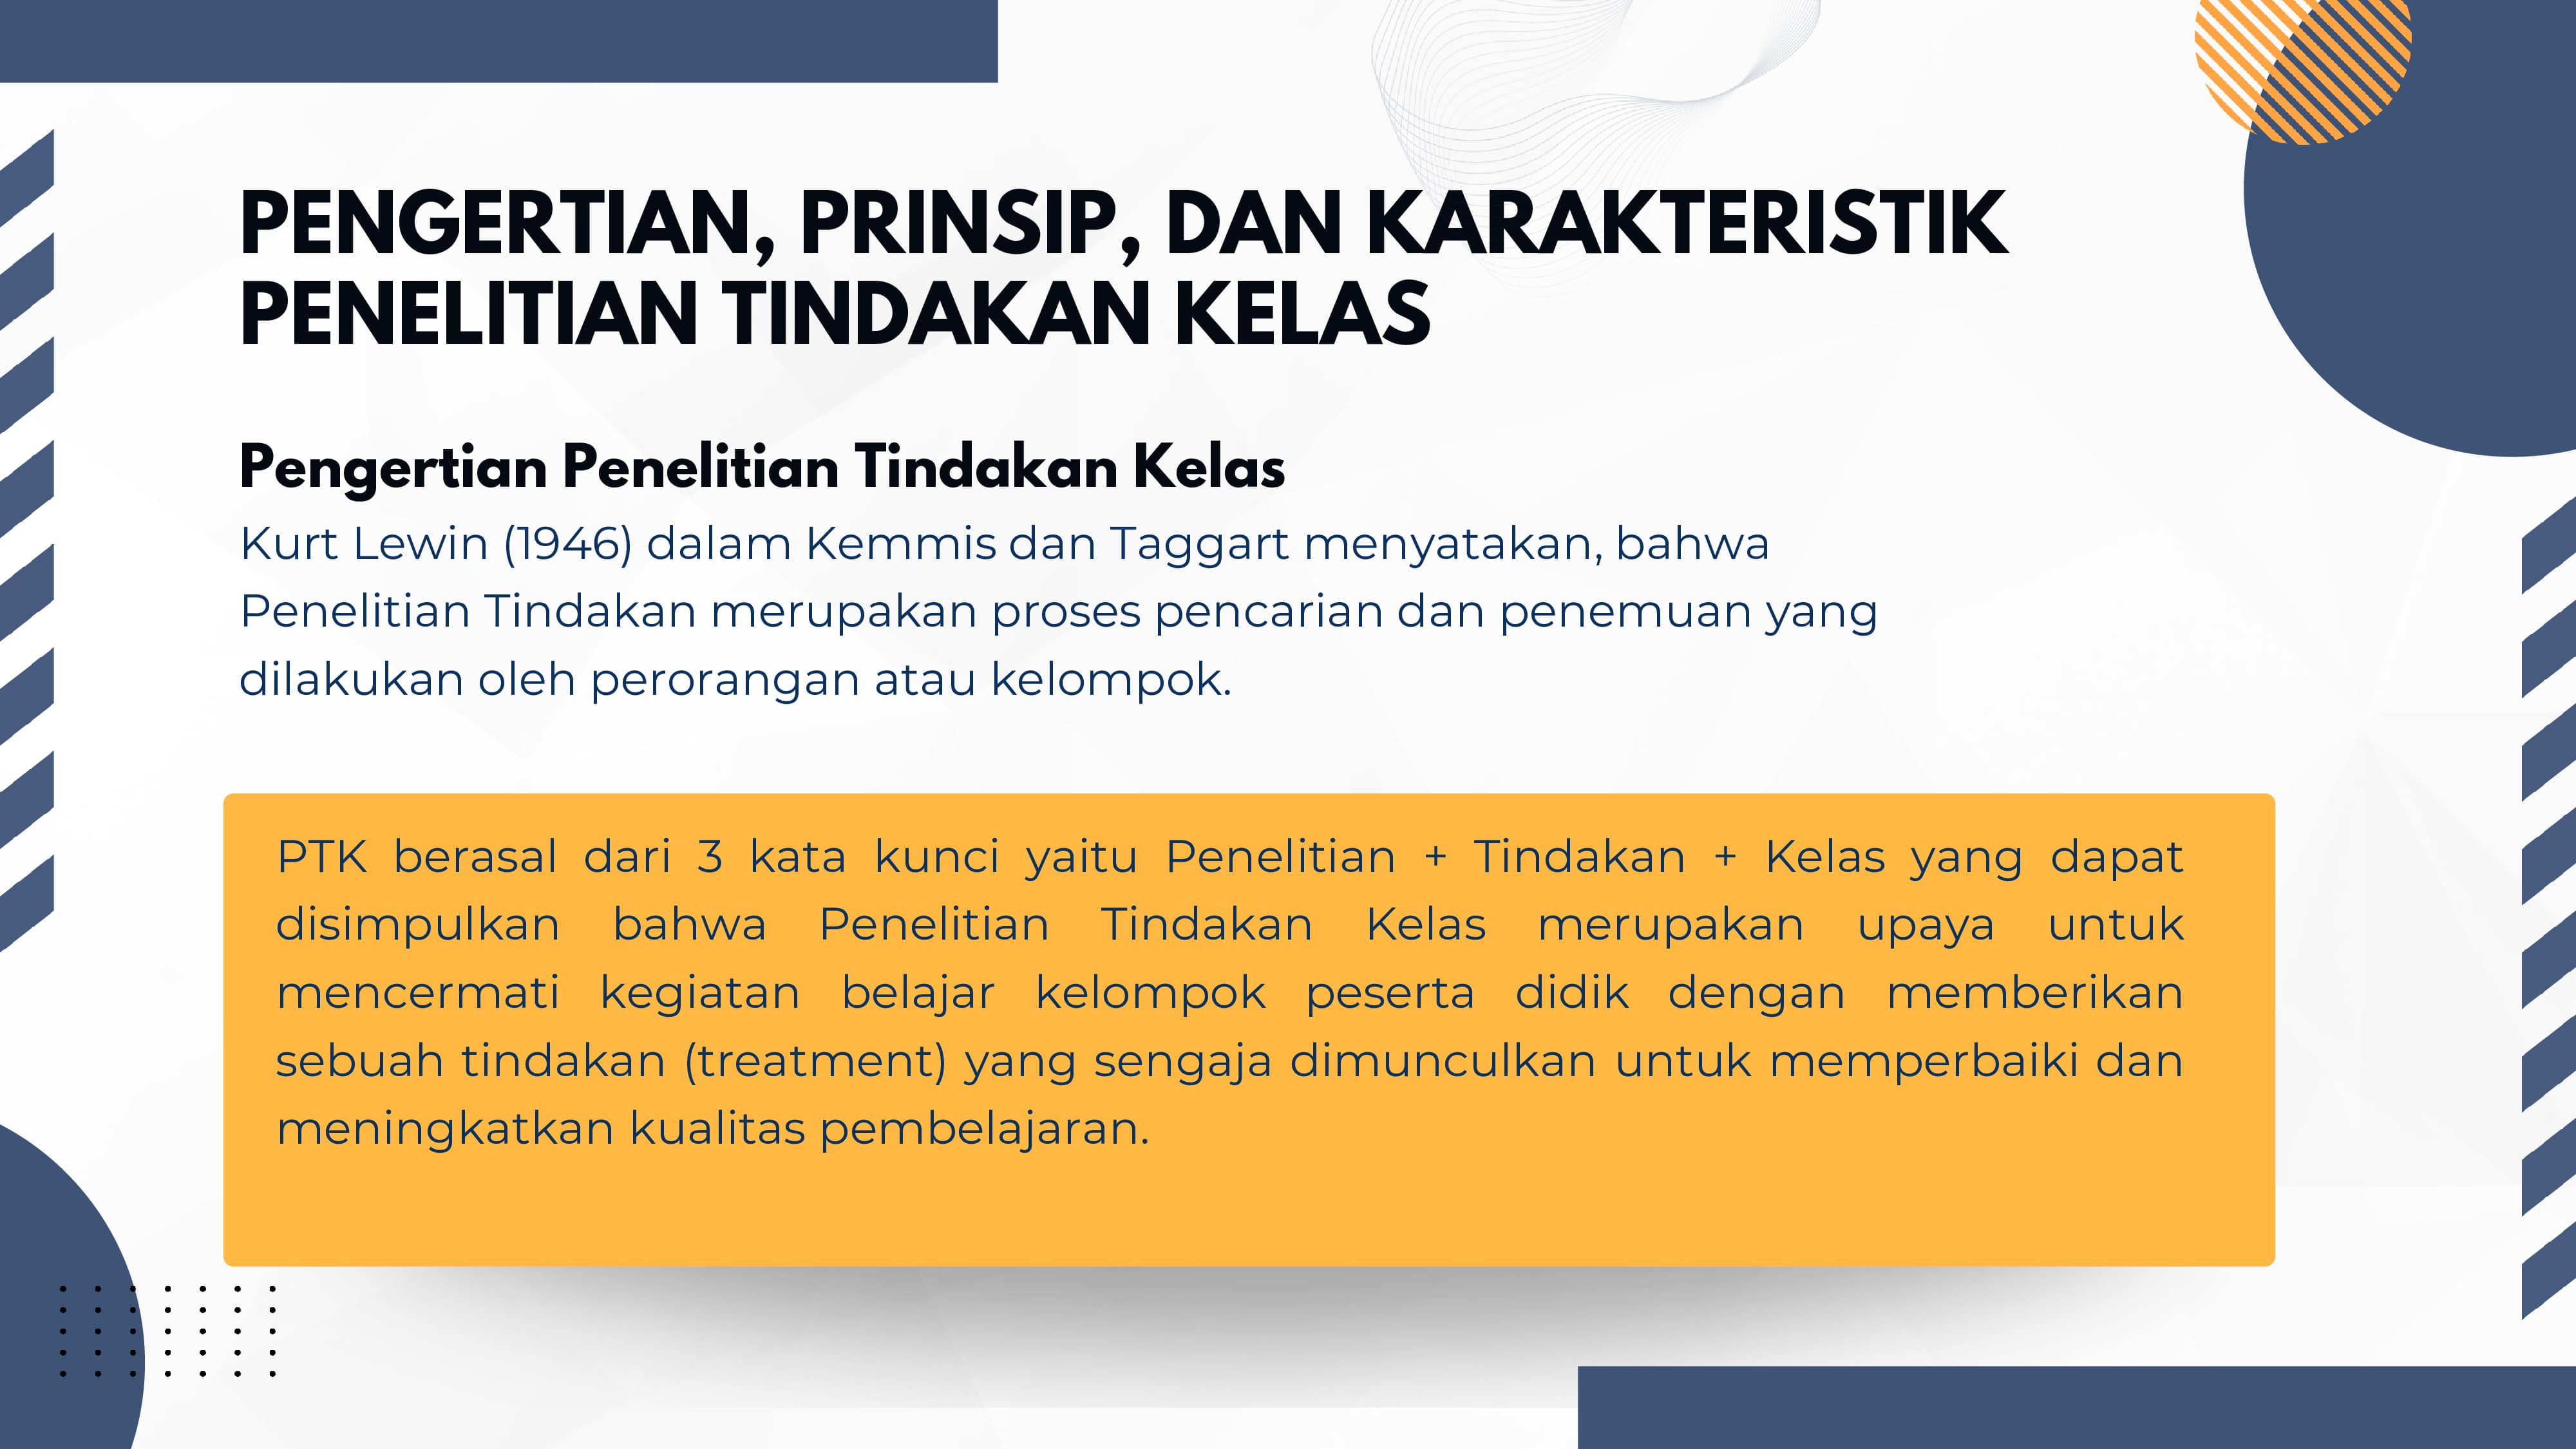 PENGERTIAN, PRINSIP, DAN KARAKTERISTIK
PENELITIAN TINDAKAN KELAS
Pengertian Penelitian Tindakan Kelas
Kurt Lewin (1946) dalam Kemmis dan Taggart menyatakan, bahwa
Penelitian Tindakan merupakan proses pencarian dan penemuan yang
dilakukan oleh perorangan atau kelompok.
PTK berasal dari 3 kata kunci yaitu Penelitian + Tindakan + Kelas yang dapat
disimpulkan bahwa Penelitian Tindakan Kelas merupakan upaya untuk
mencermati kegiatan belajar kelompok peserta didik dengan memberikan
sebuah tindakan (treatment) yang sengaja dimunculkan untuk memperbaiki dan
meningkatkan kualitas pembelajaran.